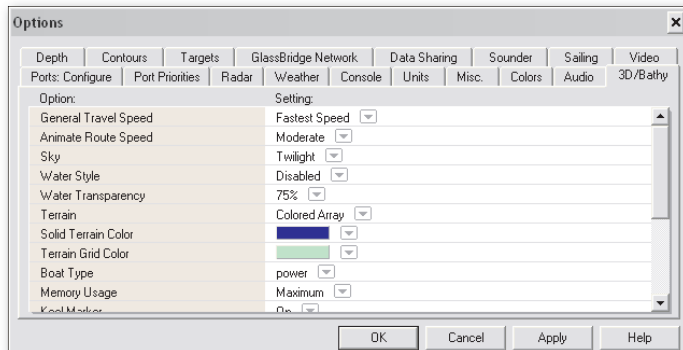 Options
Depth Contours Targets GlassBridge Network Data Sharing Sounder Sailing Video
Ports: Configure Port Priorities Radar Weather Console Units Misc. Colors Audio 3D/Bathy
Option: Setting:
General Travel Speed Fastest Speed
Animate Route Speed Moderate
Sky Twilight
Water Style Disabled
Water Transparency 75%
Terrain Colored Array
Solid Terrain Color
Terrain Grid Color
Boat Type power
Memory Usage Maximum
Keel Marker On
OK Cancel Apply Help